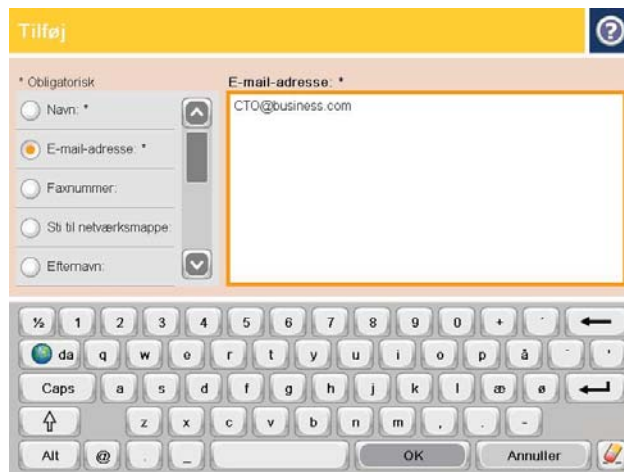 Tilføj
?
* Obligatorisk
E-mail-adresse: *
Navn: *
E-mail-adresse: *
Faxnummer:
Sti til netværksmappe:
Efternavn:
CTO@business.com
½ 1 2 3 4 5 6 7 8 9 0 + ´
da q w e r t y u i o p å ¨ '
Caps a s d f g h j k l æ ø
z x c v b n m , . -
Alt @ . _ OK Annuller